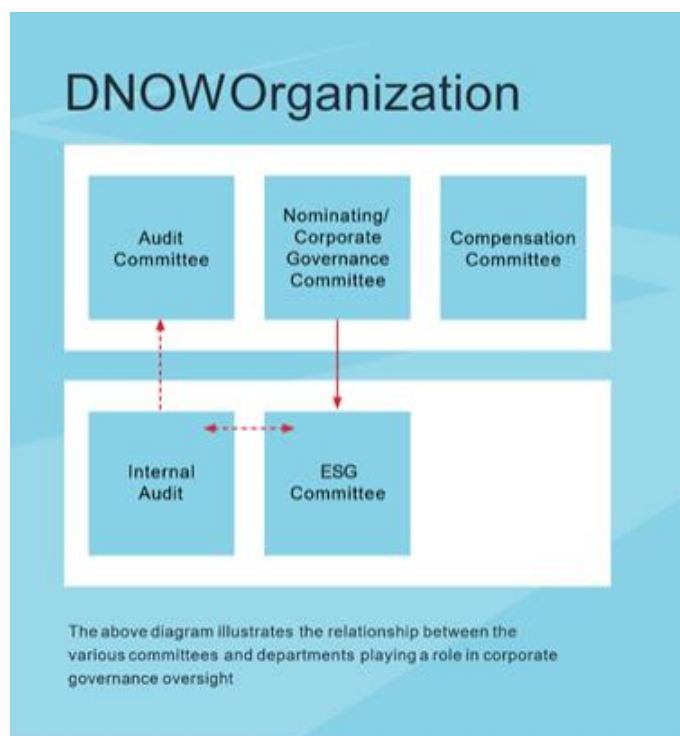 DNOWOrganization
Audit
Committee
Nominating/
Corporate
Governance
Committee
Compensation
Committee
Internal
Audit
ESG
Committee
The above diagram illustrates the relationship between the
various committees and departments playing a role in corporate
governance oversight